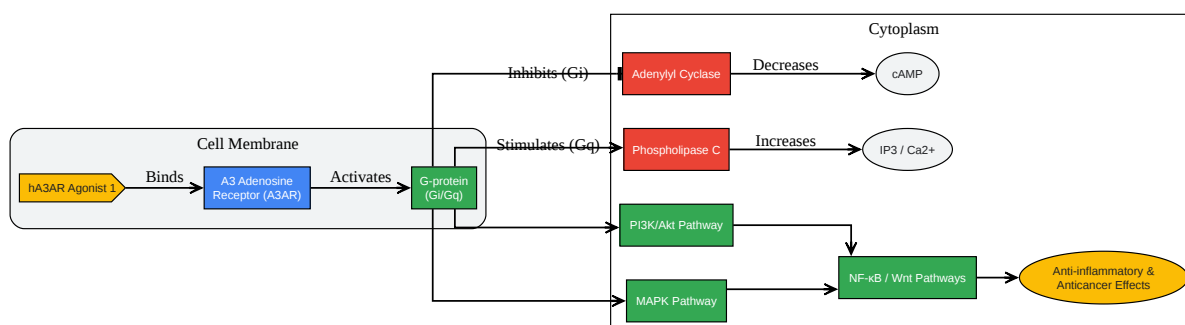 Cytoplasm
Inhibits (Gi)
Adenylyl Cyclase
Decreases
cAMP
Cell Membrane
Stimulates (Gq)
Phospholipase C
Increases
IP3 / Ca2+
hA3AR Agonist 1
Binds
A3 Adenosine
Receptor (A3AR)
Activates
G-protein
(Gi/Gq)
PI3K/Akt Pathway
NF-κB / Wnt Pathways
Anti-inflammatory &
Anticancer Effects
MAPK Pathway